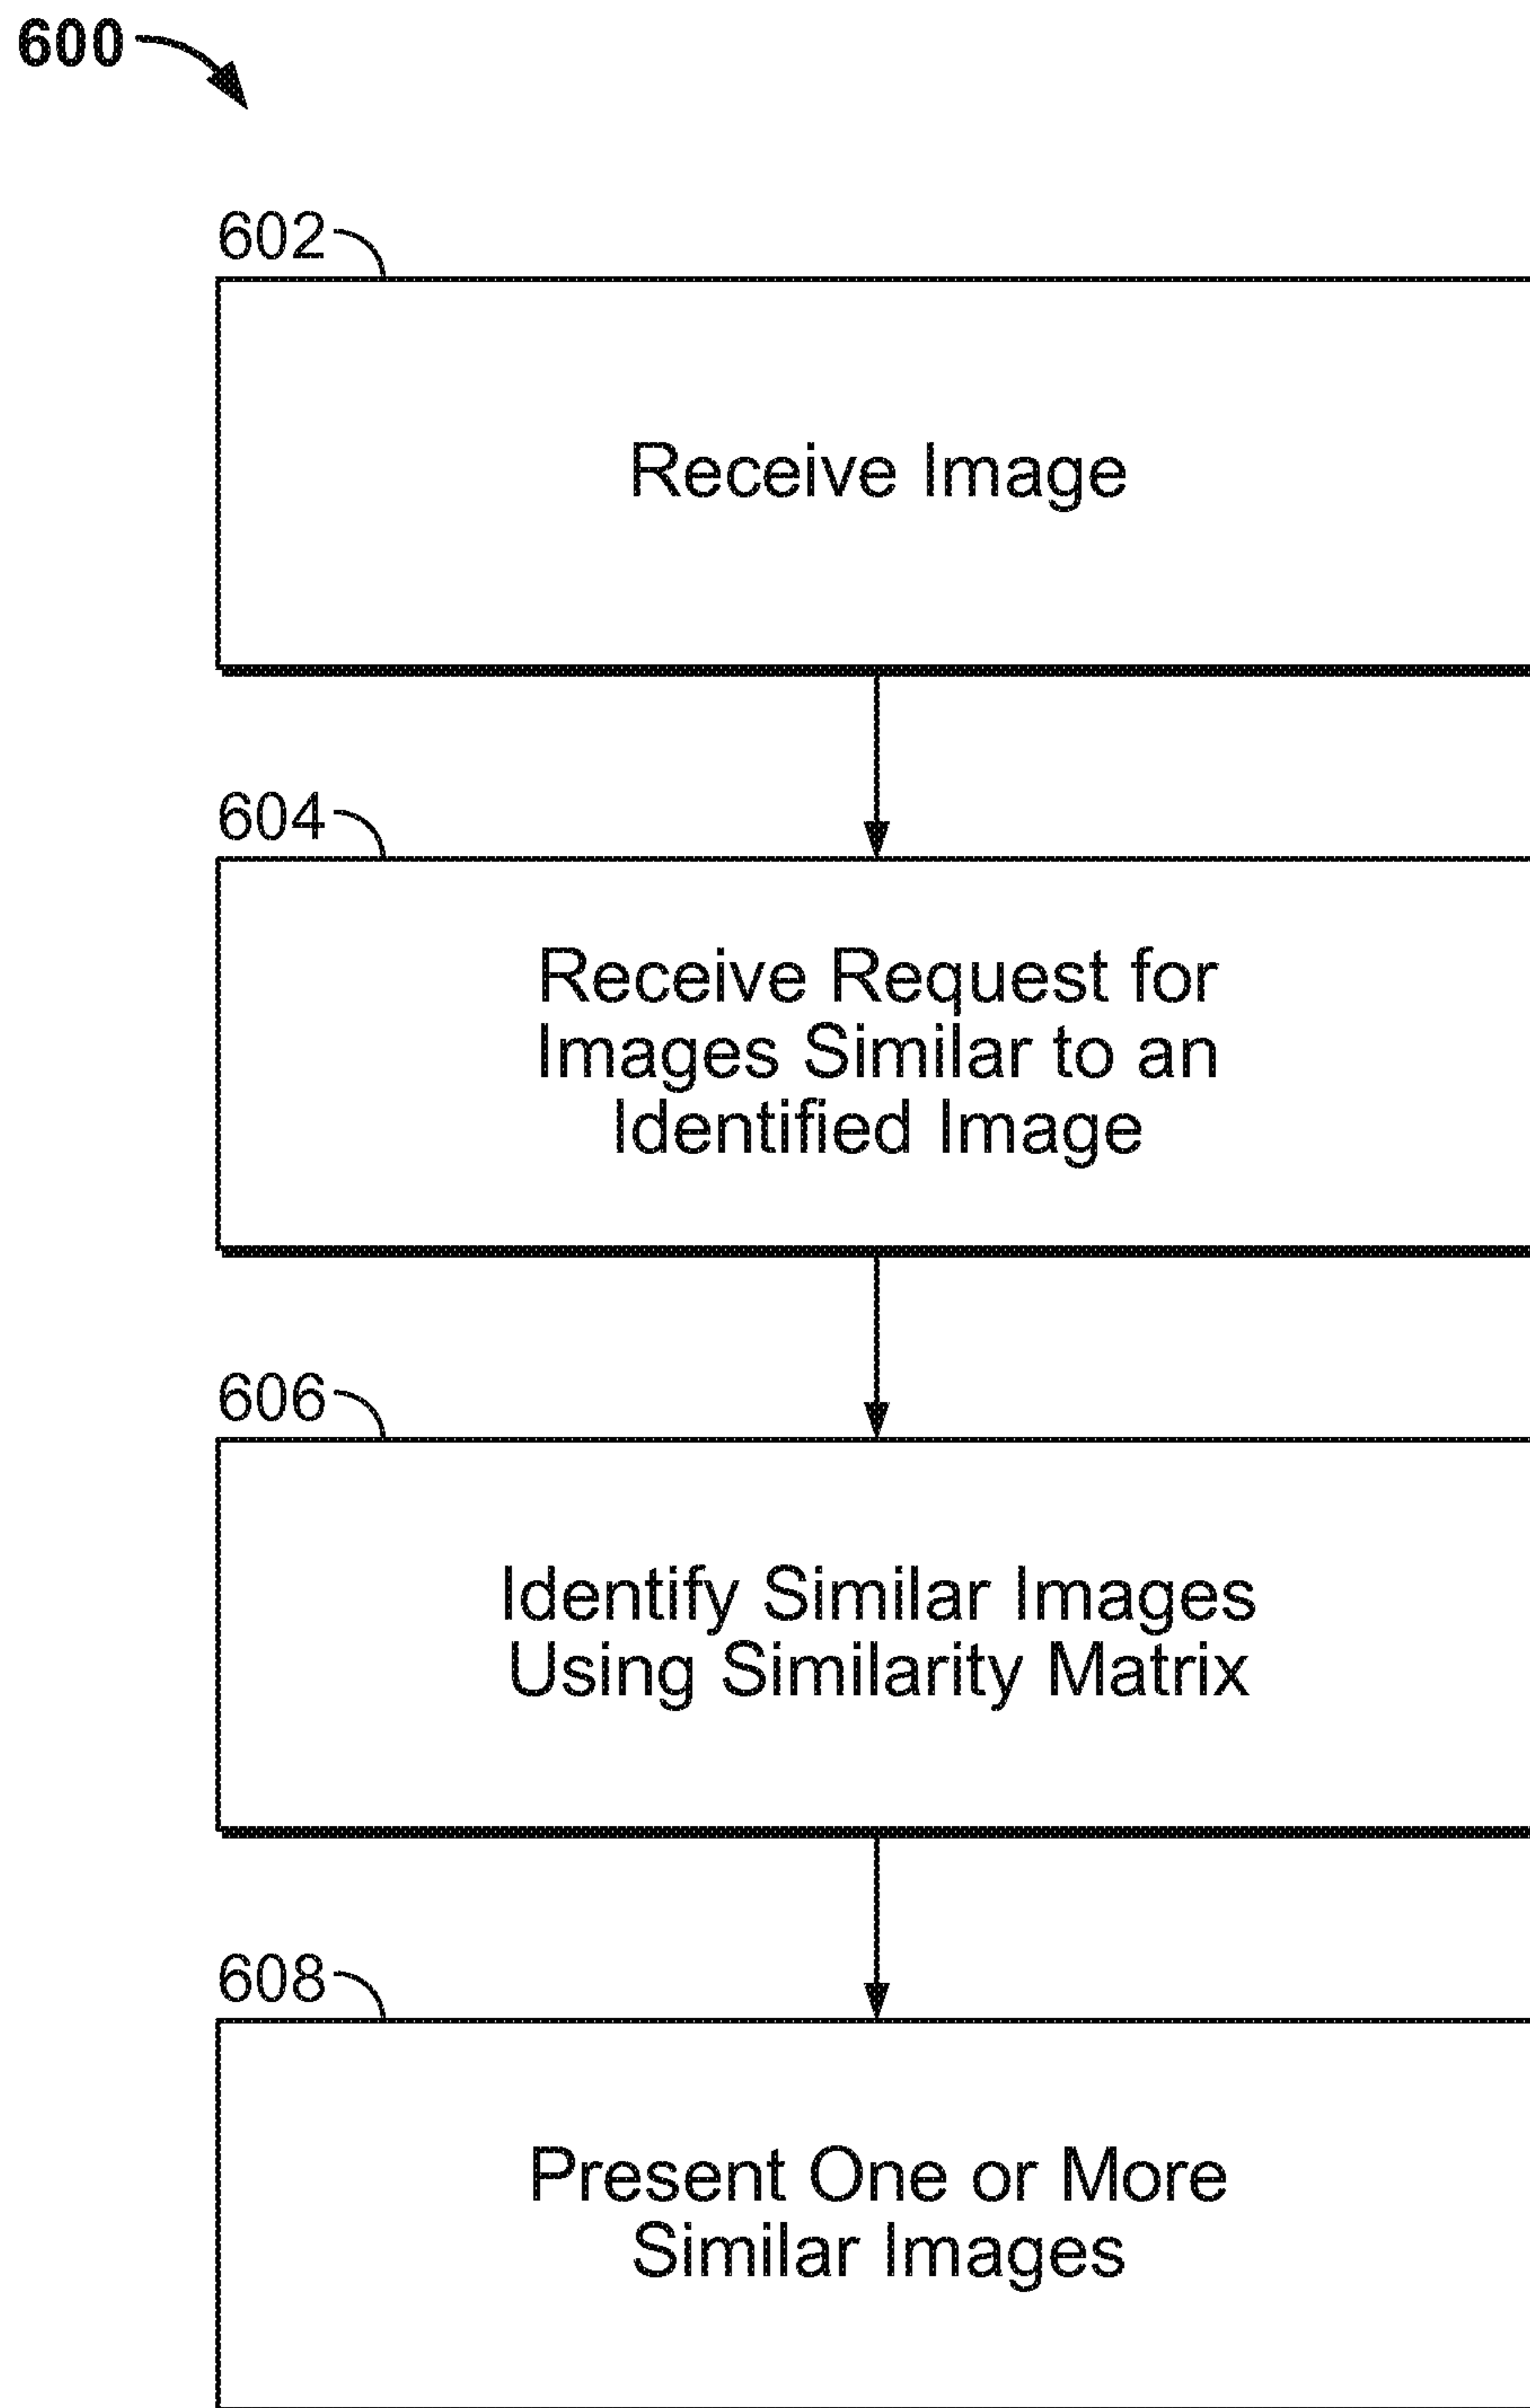 600
602
Receive Image
604
Receive Request for
Images Similar to an
Identified Image
606
Identify Similar Images
Using Similarity Matrix
608
Present One or More
Similar Images